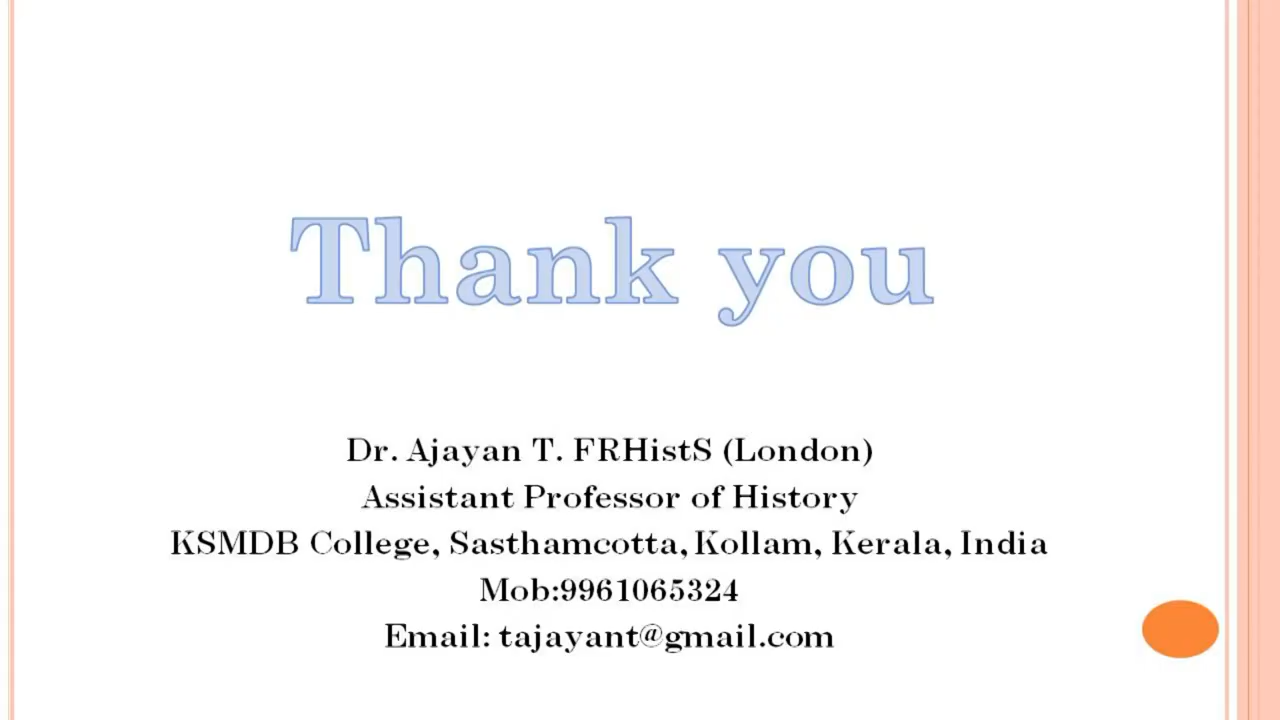 Thank you
Dr. Ajayan T. FRHistS (London)
Assistant Professor of History
KSMDB College, Sasthamcotta, Kollam, Kerala, India
Mob:9961065324
Email: tajayant@gmail.com